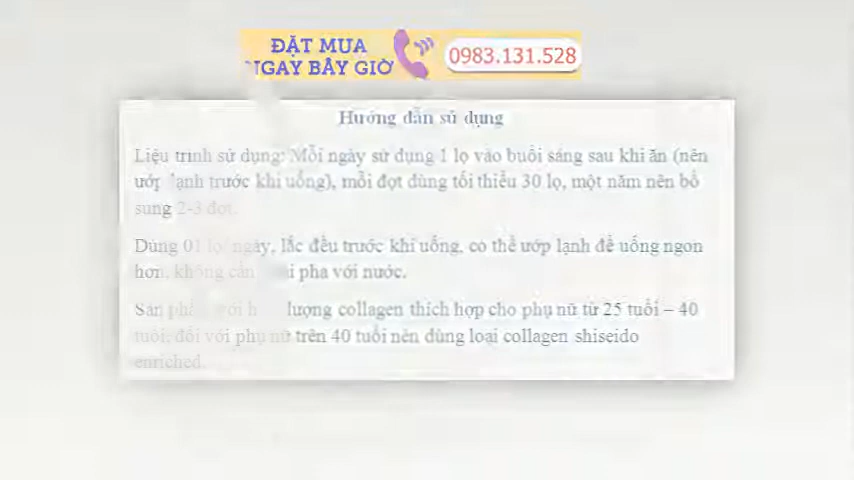 ĐẶT MUA
NGAY BÂY GIỜ
0983.131.528
Hướng dẫn sử dụng
Liệu trình sử dụng: Mỗi ngày sử dụng 1 lọ vào buổi sáng sau khi ăn (nên
ướp lạnh trước khi uống), mỗi đợt dùng tối thiểu 30 lọ, một năm nên bổ
sung 2-3 đợt.
Dùng 01 lọ/ngày, lắc đều trước khi uống, có thể ướp lạnh để uống ngon
hơn, không cần pha với nước.
Sản phẩm với lượng collagen thích hợp cho phụ nữ từ 25 tuổi – 40
tuổi, đối với phụ nữ trên 40 tuổi nên dùng loại collagen shiseido
enriched.